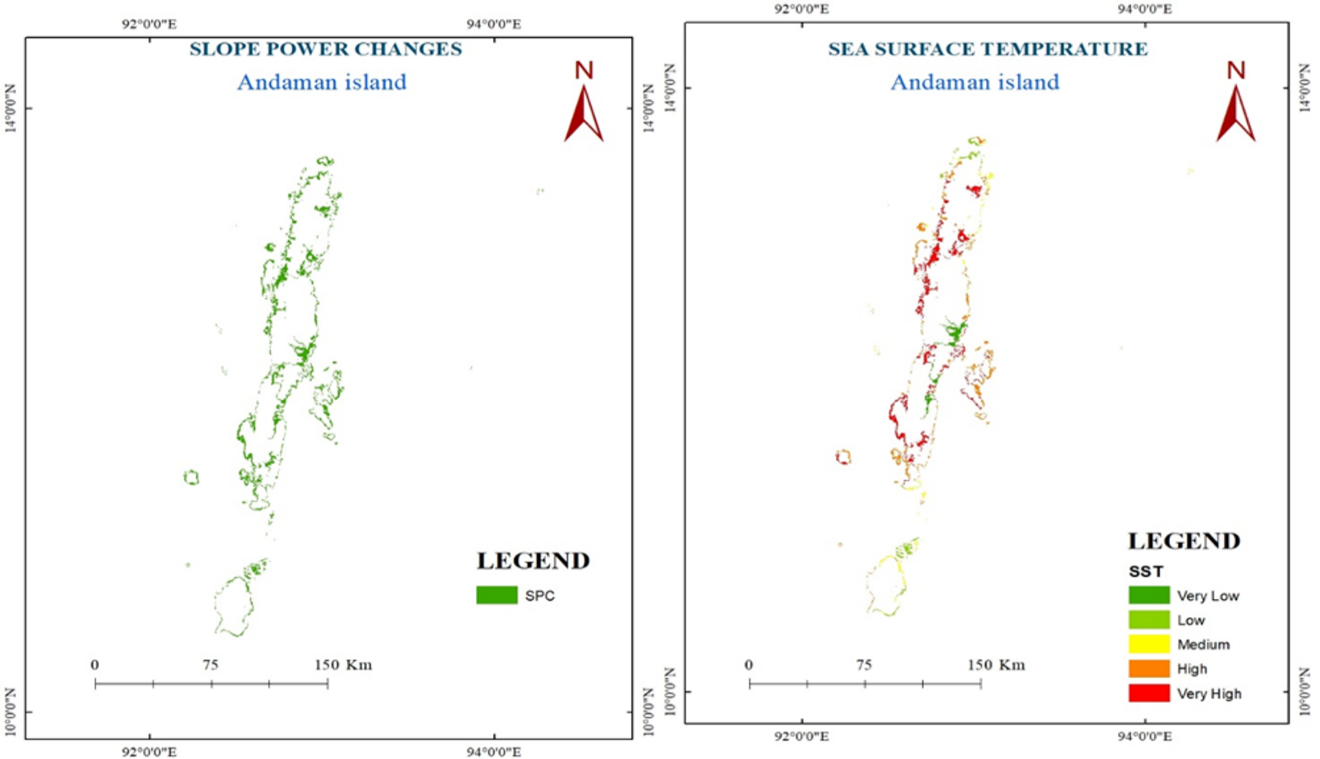 92°0'0"E 94°0'0"E
SLOPE POWER CHANGES
Andaman island
N
14°0'0"N
14°0'0"N
LEGEND
SPC
0 75 150 Km
10°0'0"N
10°0'0"N
92°0'0"E 94°0'0"E
92°0'0"E 94°0'0"E
SEA SURFACE TEMPERATURE
Andaman island
N
14°0'0"N
14°0'0"N
LEGEND
SST
Very Low
Low
Medium
High
Very High
0 75 150 Km
10°0'0"N
10°0'0"N
92°0'0"E 94°0'0"E